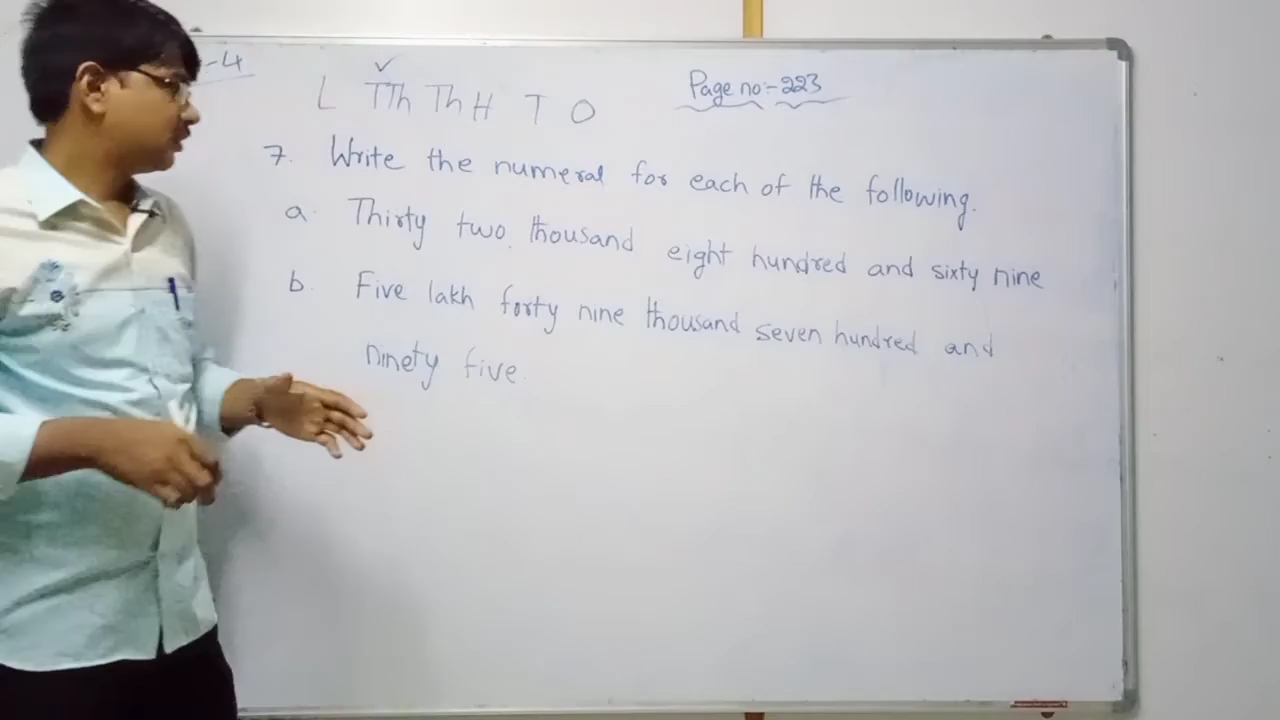 -4
✓
L TTh Th H T O
Page no:- 223
7. Write the numeral for each of the following.
a. Thirty two thousand eight hundred and sixty nine
b. Five lakh forty nine thousand seven hundred and
ninety five.